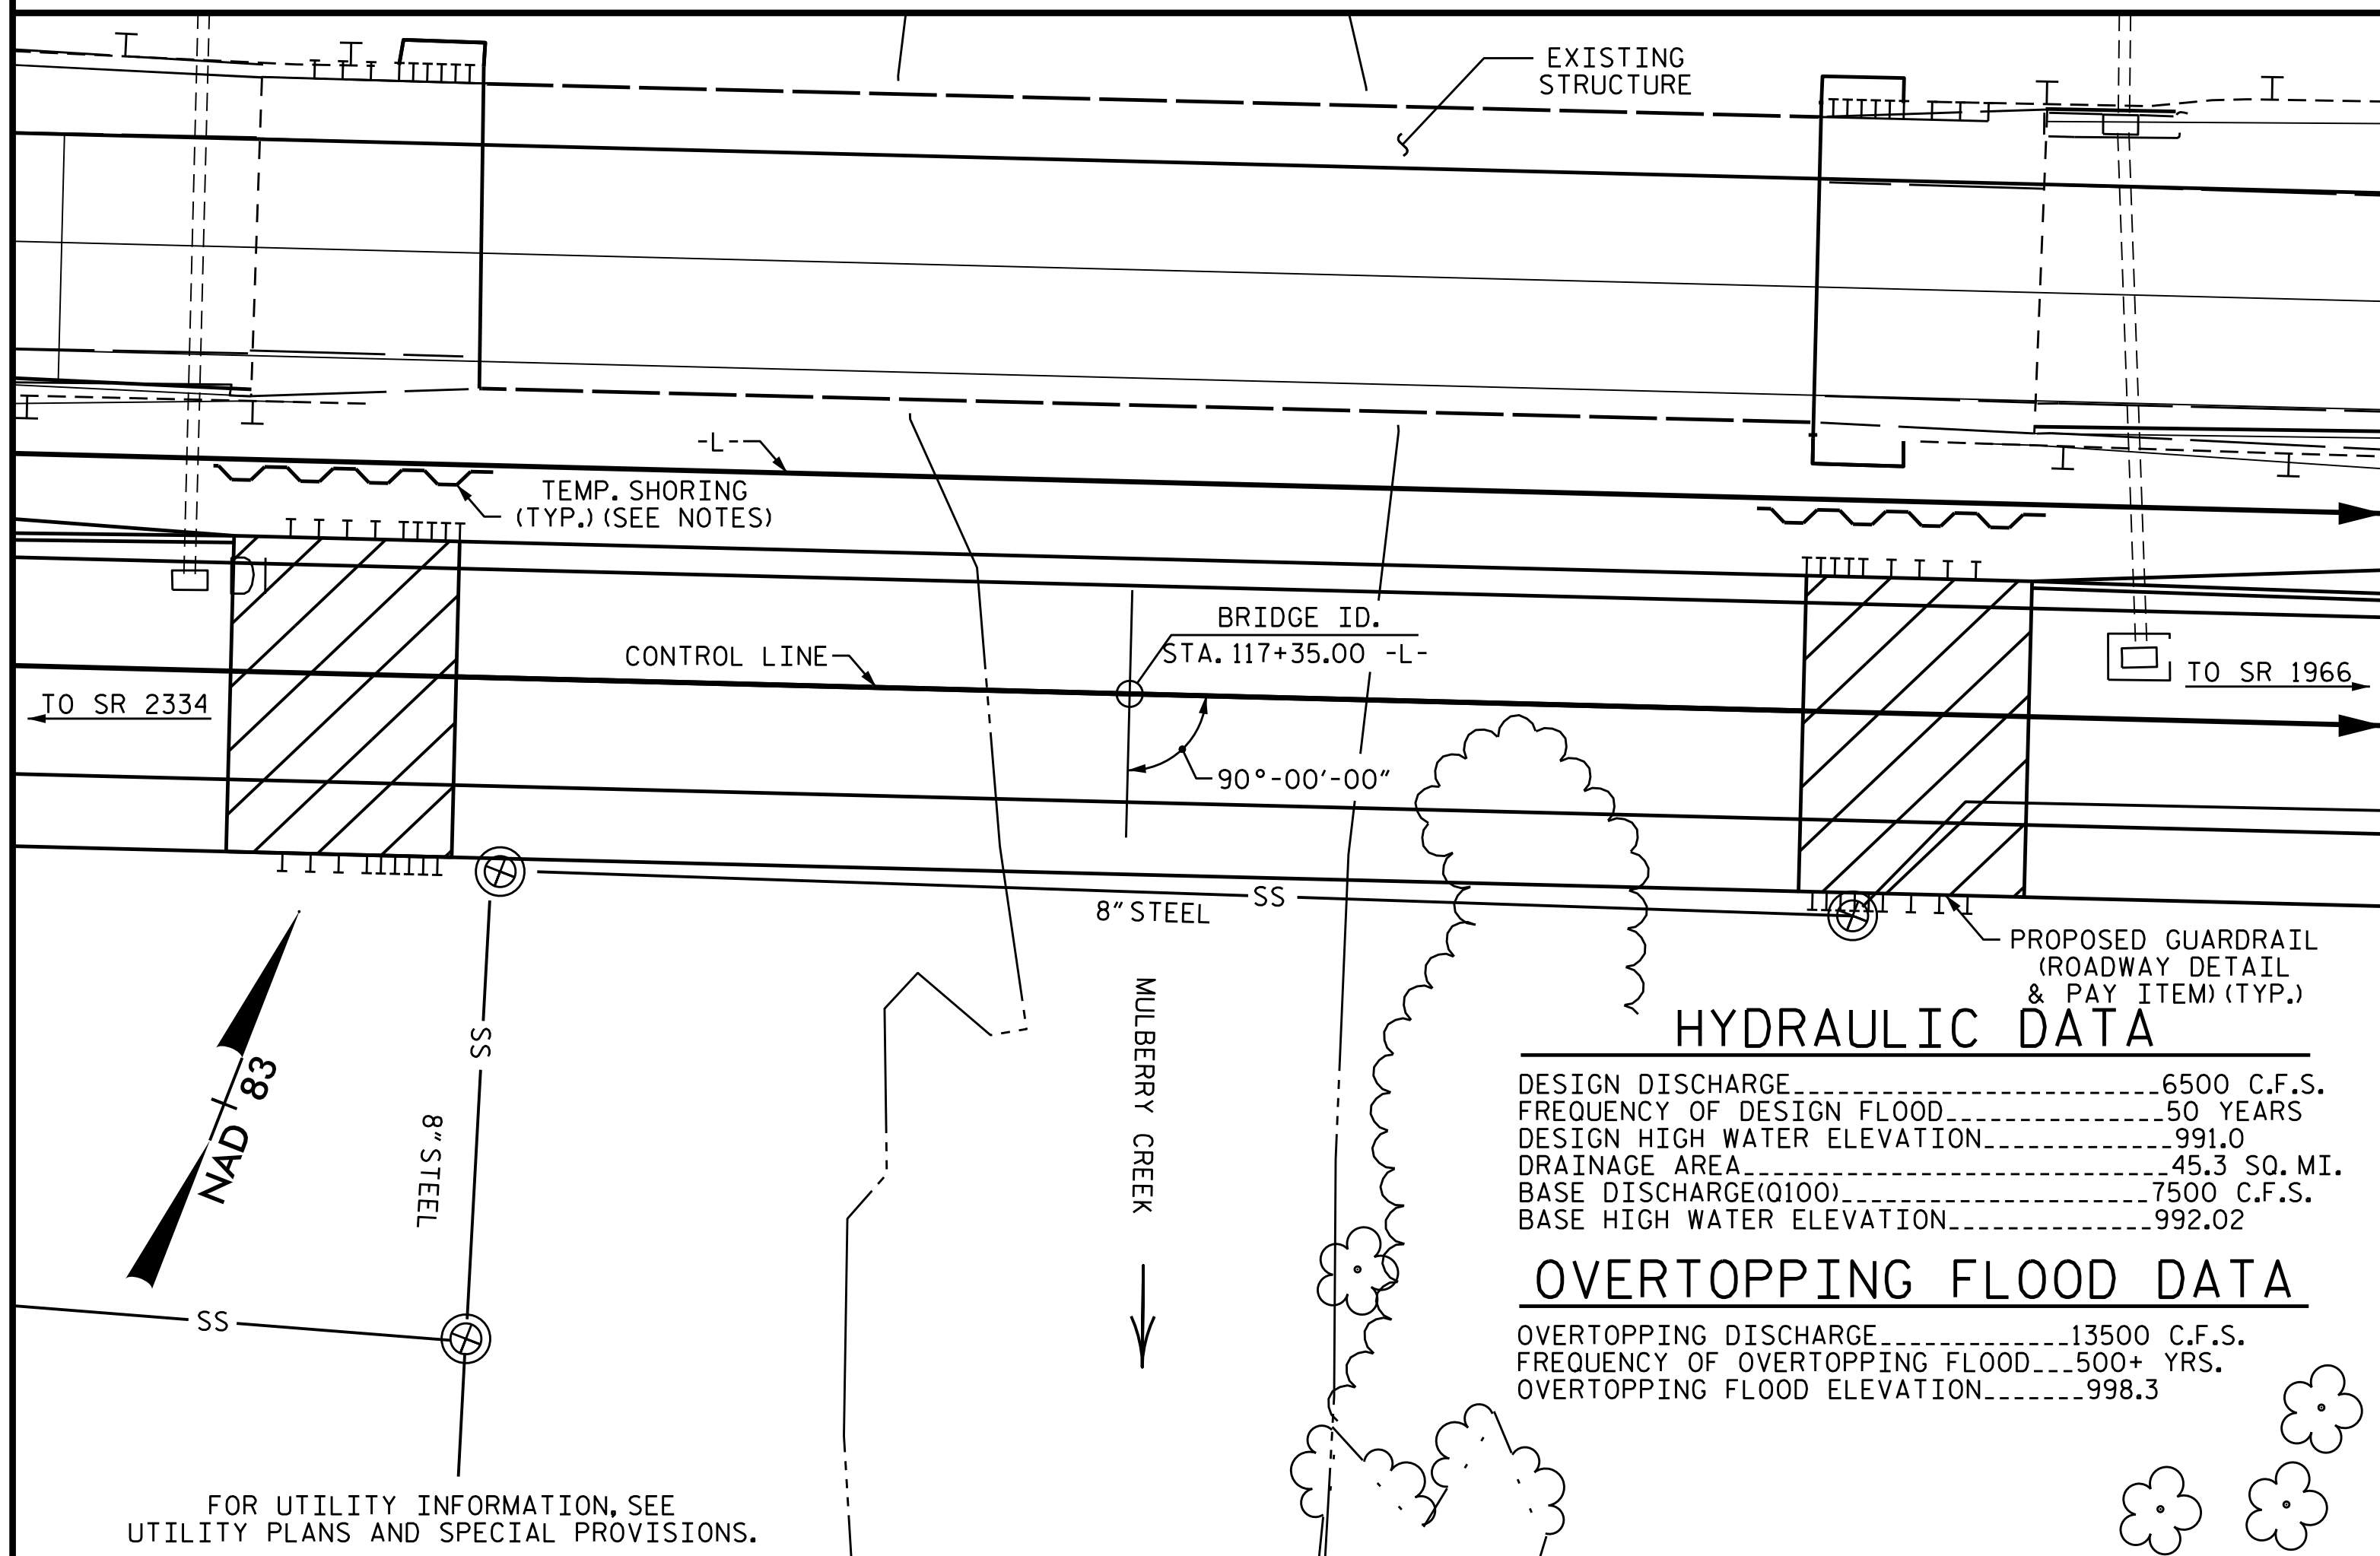 EXISTING
STRUCTURE
-L-
TEMP. SHORING
(TYP.) (SEE NOTES)
BRIDGE ID.
STA. 117+35.00 -L-
CONTROL LINE
TO SR 2334
TO SR 1966
90°-00'-00"
SS
8" STEEL
PROPOSED GUARDRAIL
(ROADWAY DETAIL
& PAY ITEM) (TYP.)
MULBERRY CREEK
SS
8" STEEL
NAD 83
SS
HYDRAULIC DATA
DESIGN DISCHARGE 6500 C.F.S.
FREQUENCY OF DESIGN FLOOD 50 YEARS
DESIGN HIGH WATER ELEVATION 991.0
DRAINAGE AREA 45.3 SQ. MI.
BASE DISCHARGE(Q100) 7500 C.F.S.
BASE HIGH WATER ELEVATION 992.02
OVERTOPPING FLOOD DATA
OVERTOPPING DISCHARGE 13500 C.F.S.
FREQUENCY OF OVERTOPPING FLOOD 500+ YRS.
OVERTOPPING FLOOD ELEVATION 998.3
FOR UTILITY INFORMATION, SEE
UTILITY PLANS AND SPECIAL PROVISIONS.